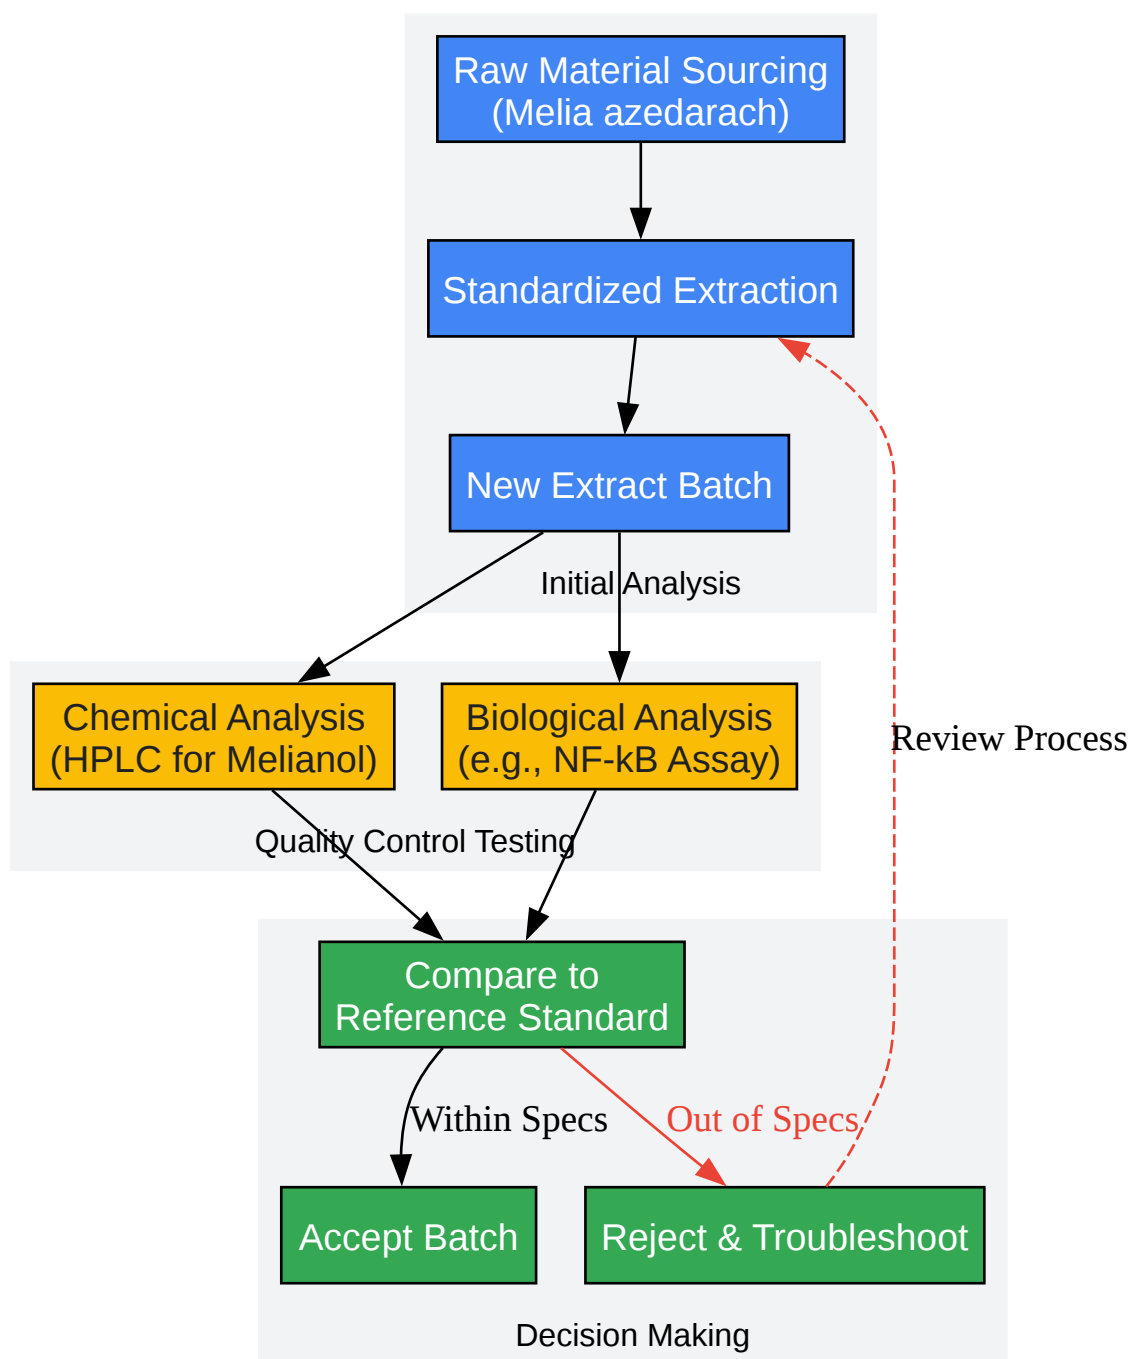 Raw Material Sourcing
(Melia azedarach)
Standardized Extraction
New Extract Batch
Initial Analysis
Chemical Analysis
(HPLC for Melianol)
Biological Analysis
(e.g., NF-kB Assay)
Review Process
Quality Control Testing
Compare to
Reference Standard
Within Specs
Out of Specs
Accept Batch
Reject & Troubleshoot
Decision Making